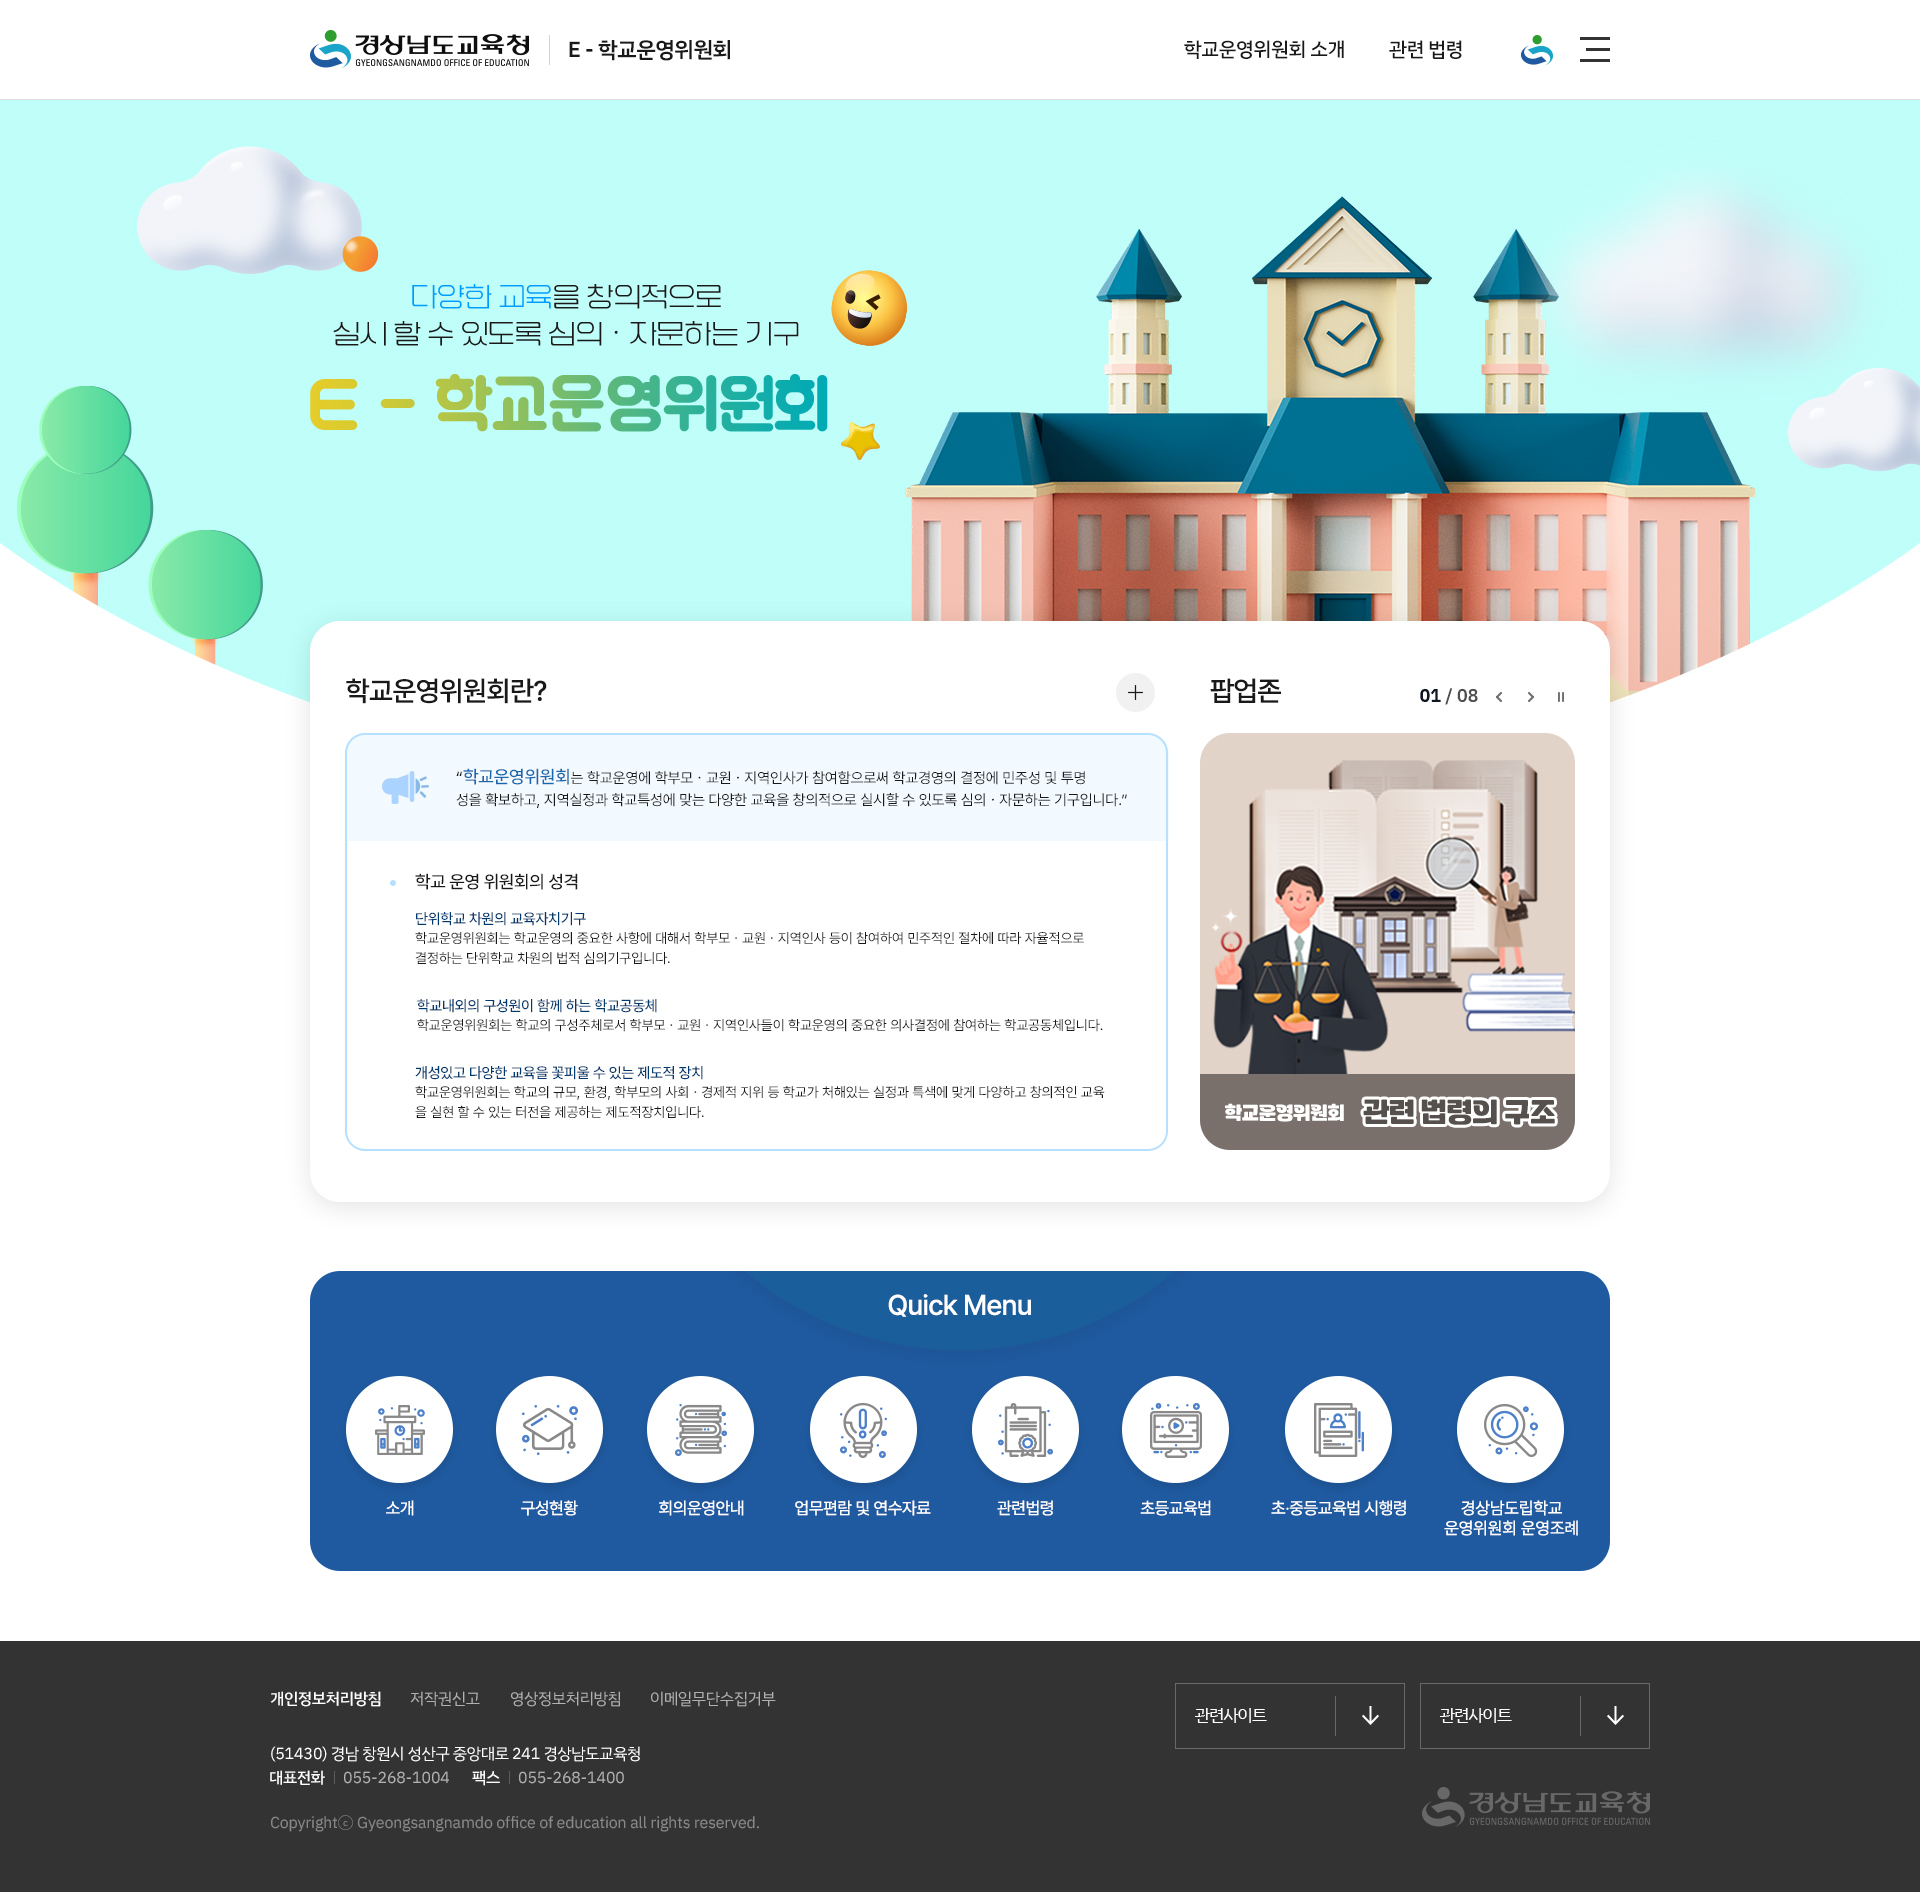 경상남도교육청
GYEONGSANGNAMDO OFFICE OF EDUCATION
E - 학교운영위원회
학교운영위원회 소개
관련 법령
다양한 교육을 창의적으로
실시 할 수 있도록 심의 · 자문하는 기구
E - 학교운영위원회
학교운영위원회란?
“학교운영위원회는 학교운영에 학부모 · 교원 · 지역인사가 참여함으로써 학교경영의 결정에 민주성 및 투명
성을 확보하고, 지역실정과 학교특성에 맞는 다양한 교육을 창의적으로 실시할 수 있도록 심의 · 자문하는 기구입니다.”
학교 운영 위원회의 성격
단위학교 차원의 교육자치기구
학교운영위원회는 학교운영의 중요한 사항에 대해서 학부모 · 교원 · 지역인사 등이 참여하여 민주적인 절차에 따라 자율적으로
결정하는 단위학교 차원의 법적 심의기구입니다.
학교내외의 구성원이 함께 하는 학교공동체
학교운영위원회는 학교의 구성주체로서 학부모 · 교원 · 지역인사들이 학교운영의 중요한 의사결정에 참여하는 학교공동체입니다.
개성있고 다양한 교육을 꽃피울 수 있는 제도적 장치
학교운영위원회는 학교의 규모, 환경, 학부모의 사회 · 경제적 지위 등 학교가 처해있는 실정과 특색에 맞게 다양하고 창의적인 교육
을 실현 할 수 있는 터전을 제공하는 제도적장치입니다.
팝업존
01 / 08
학교운영위원회 관련 법령의 구조
Quick Menu
소개
구성현황
회의운영안내
업무편람 및 연수자료
관련법령
초등교육법
초·중등교육법 시행령
경상남도립학교
운영위원회 운영조례
개인정보처리방침
저작권신고
영상정보처리방침
이메일무단수집거부
(51430) 경남 창원시 성산구 중앙대로 241 경상남도교육청
대표전화 055-268-1004 팩스 055-268-1400
Copyrightⓒ Gyeongsangnamdo office of education all rights reserved.
관련사이트
관련사이트
경상남도교육청
GYEONGSANGNAMDO OFFICE OF EDUCATION